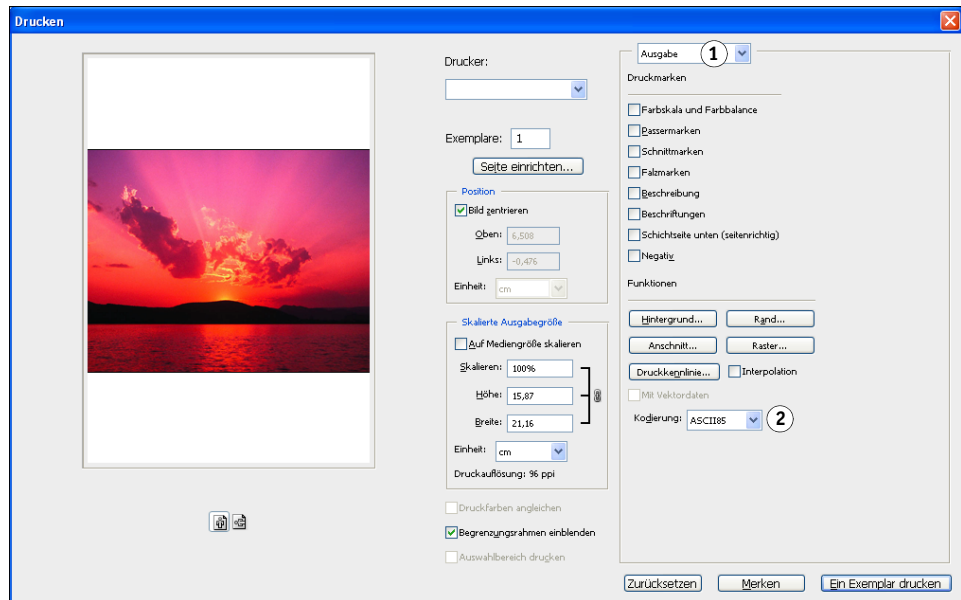 Drucken
Drucker:
Exemplare: 1
Seite einrichten...
Position
Bild zentrieren
Oben: 6,508
Links: -0,476
Einheit: cm
Skalierte Ausgabegröße
Auf Mediengröße skalieren
Skalieren: 100%
Höhe: 15,87
Breite: 21,16
Einheit: cm
Druckauflösung: 96 ppi
Druckfarben angleichen
Begrenzungsrahmen einblenden
Auswahlbereich drucken
Ausgabe 1
Druckmarken
Farbskala und Farbbalance
Passermarken
Schnittmarken
Falzmarken
Beschreibung
Beschriftungen
Schichtseite unten (seitenrichtig)
Negativ
Funktionen
Hintergrund... Rand...
Anschnitt... Raster...
Druckkennlinie... Interpolation
Mit Vektordaten
Kodierung: ASCII85 2
Zurücksetzen Merken Ein Exemplar drucken